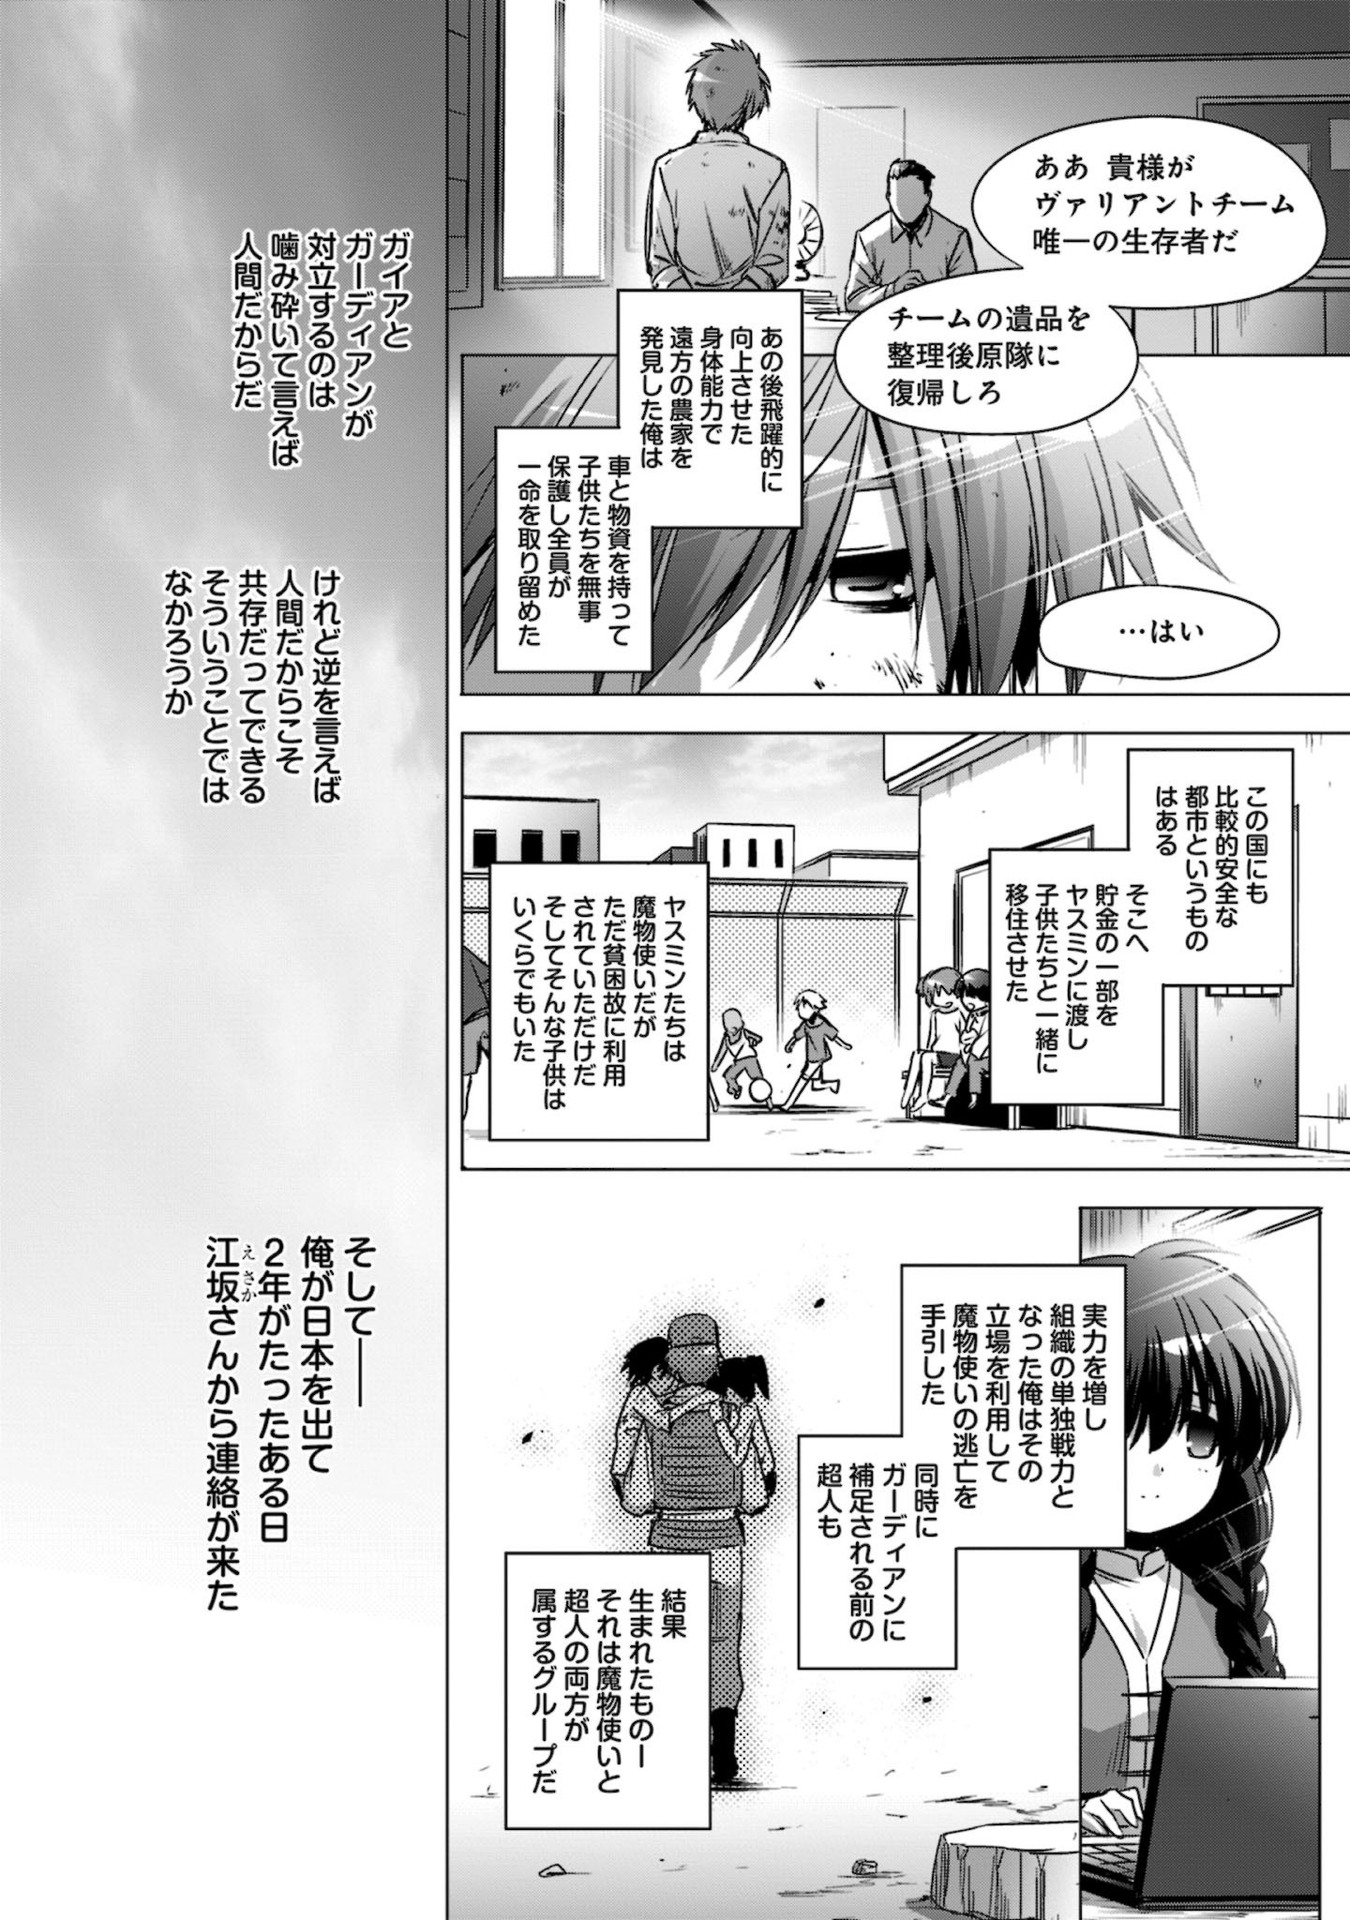 ああ 貴様が
ヴァリアントチーム
唯一の生存者だ
チームの遺品を
整理後原隊に
復帰しろ
あの後飛躍的に
向上させた
身体能力で
遠方の農家を
発見した俺は
車と物資を持って
子供たちを無事
保護し全員が
一命を取り留めた
…はい
この国にも
比較的安全な
都市というもの
はある
そこへ
貯金の一部を
ヤスミンに渡し
子供たちと一緒に
移住させた
ヤスミンたちは
魔物使いだが
ただ貧困故に利用
されていただけだ
そしてそんな子供は
いくらでもいた
実力を増し
組織の単独戦力と
なった俺はその
立場を利用して
魔物使いの逃亡を
手引した
同時に
ガーディアンに
補足される前の
超人も
結果
生まれたものー
それは魔物使いと
超人の両方が
属するグループだ
ガイアと
ガーディアンが
対立するのは
噛み砕いて言えば
人間だからだ
けれど逆を言えば
人間だからこそ
共存だってできる
そういうことでは
なかろうか
そして――
俺が日本を出て
2年がたったある日
江坂さんから連絡が来た
えさか